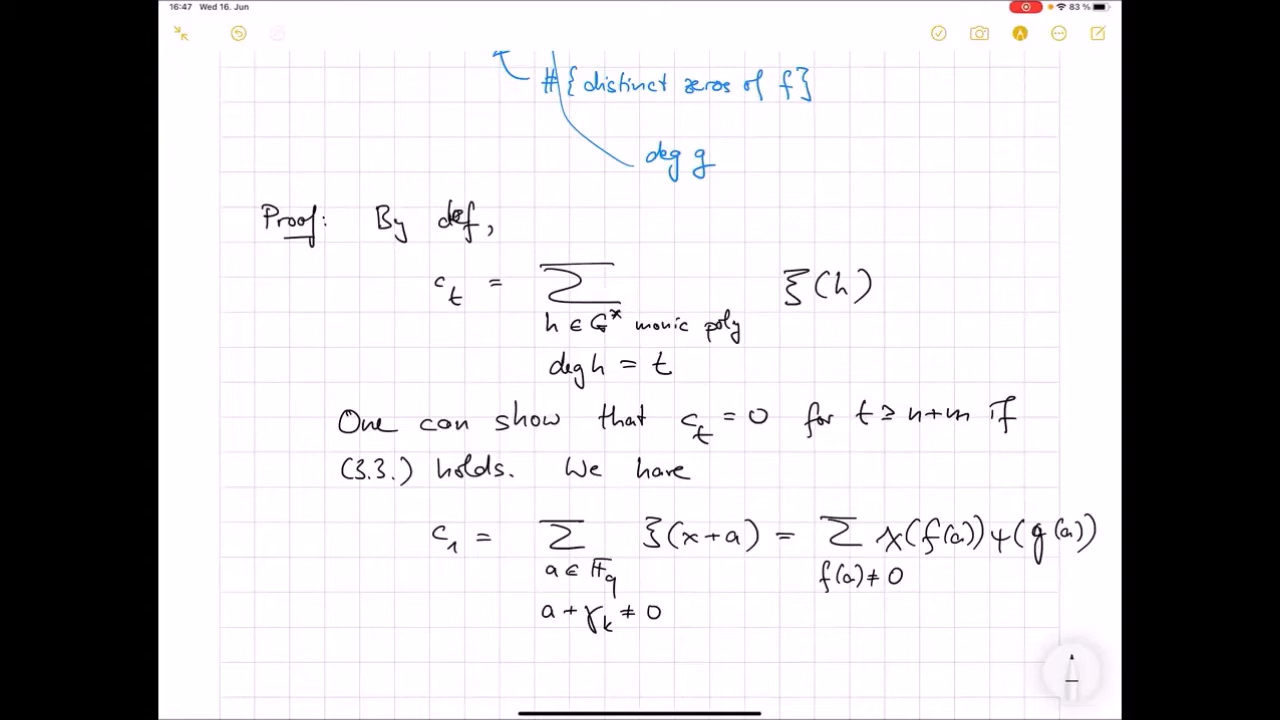 16:47 Wed 16. Jun 83 %
#{distinct zeros of f}
deg g
Proof: By def,
c_t = ∑ ξ(h)
h ∈ G^x monic poly
deg h = t
One can show that c_t = 0 for t ≥ n+m if
(3.3.) holds. We have
c_1 = ∑ ξ(x+a) = ∑ χ(f(a)) ψ(g(a))
a ∈ 𝔽_q f(a) ≠ 0
a + γ_k ≠ 0